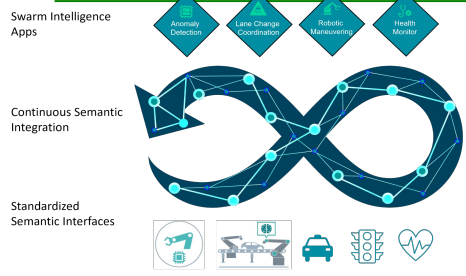 Swarm Intelligence
Apps
Anomaly
Detection
Lane Change
Coordination
Robotic
Maneuvering
Health
Monitor
Continuous Semantic
Integration
Standardized
Semantic Interfaces